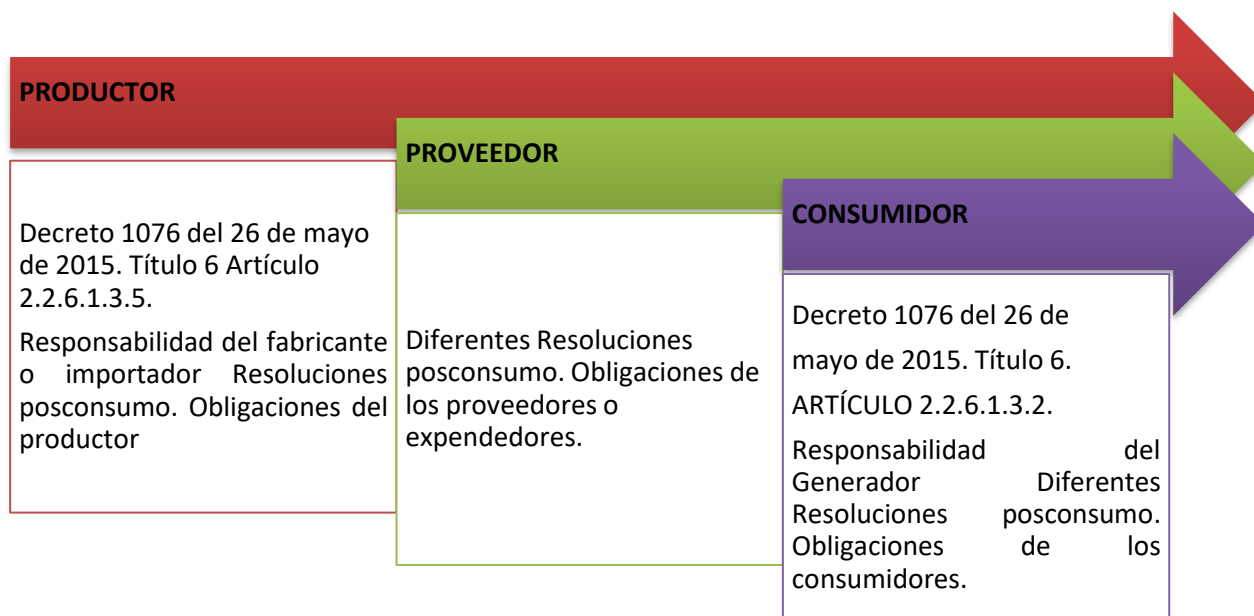 PRODUCTOR
Decreto 1076 del 26 de mayo
de 2015. Título 6 Artículo
2.2.6.1.3.5.
Responsabilidad del fabricante
o importador Resoluciones
posconsumo. Obligaciones del
productor
PROVEEDOR
Diferentes Resoluciones
posconsumo. Obligaciones de
los proveedores o
expendedores.
CONSUMIDOR
Decreto 1076 del 26 de
mayo de 2015. Título 6.
ARTÍCULO 2.2.6.1.3.2.
Responsabilidad del
Generador Diferentes
Resoluciones posconsumo.
Obligaciones de los
consumidores.